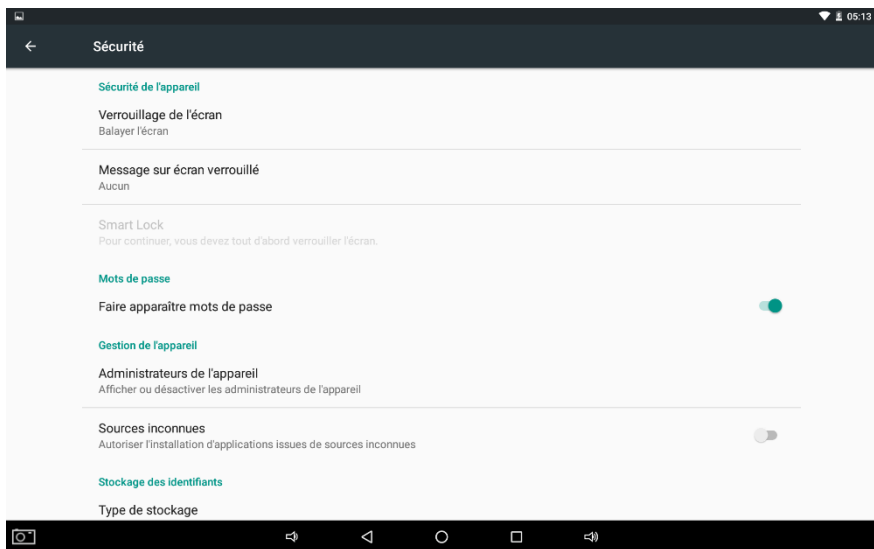 05:13
Sécurité
Sécurité de l'appareil
Verrouillage de l'écran
Balayer l'écran
Message sur écran verrouillé
Aucun
Smart Lock
Pour continuer, vous devez tout d'abord verrouiller l'écran.
Mots de passe
Faire apparaître mots de passe
Gestion de l'appareil
Administrateurs de l'appareil
Afficher ou désactiver les administrateurs de l'appareil
Sources inconnues
Autoriser l'installation d'applications issues de sources inconnues
Stockage des identifiants
Type de stockage